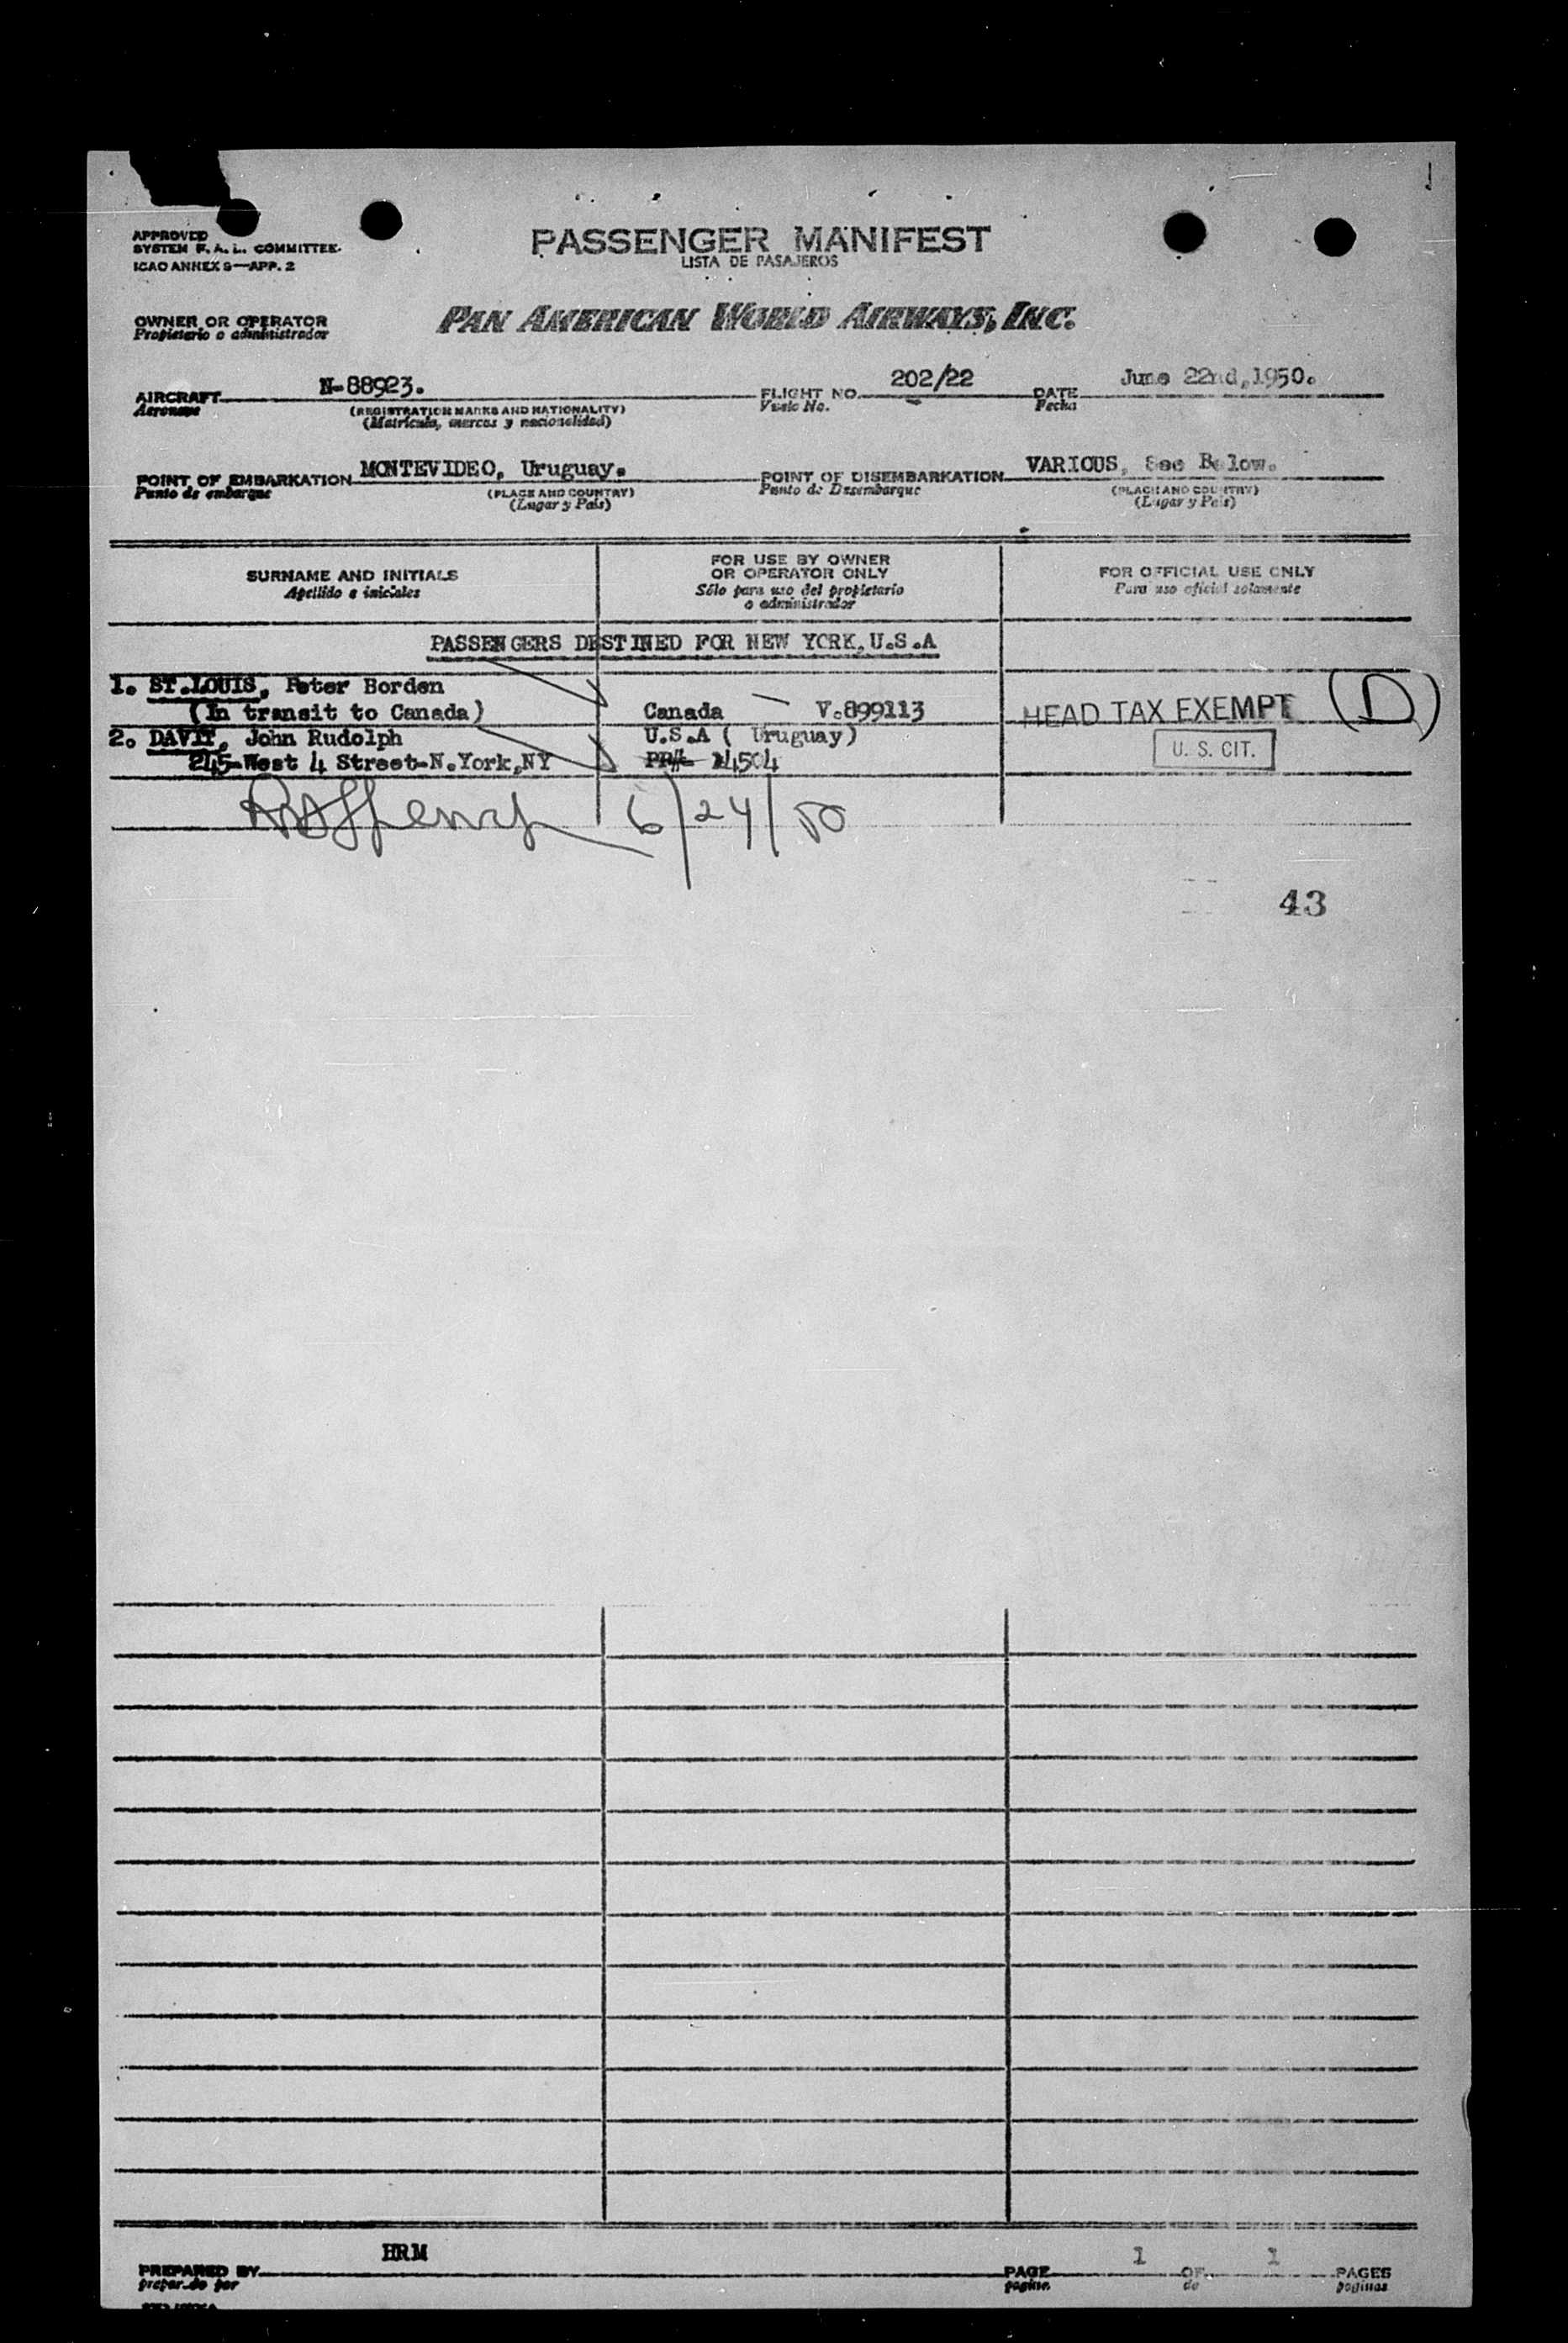 APPROVED
SYSTEM F. A. L. COMMITTEE.
ICAO ANNEX 9—APP. 2
PASSENGER MANIFEST
LISTA DE PASAJEROS
OWNER OR OPERATOR
Propietario o administrador
PAN AMERICAN WORLD AIRWAYS, INC.
AIRCRAFT N-88923. FLIGHT NO. 202/22 DATE June 22nd,1950.
Aeronave (REGISTRATION MARKS AND NATIONALITY) Vuelo No. Fecha
(Matrícula, marcas y nacionalidad)
POINT OF EMBARKATION MONTEVIDEO, Uruguay. POINT OF DISEMBARKATION VARIOUS, See Below.
Punto de embarque (PLACE AND COUNTRY) Punto de Desembarque (PLACE AND COUNTRY)
(Lugar y País) (Lugar y País)
SURNAME AND INITIALS
Apellido e iniciales
FOR USE BY OWNER
OR OPERATOR ONLY
Sólo para uso del propietario
o administrador
FOR OFFICIAL USE ONLY
Para uso oficial solamente
PASSENGERS DESTINED FOR NEW YORK, U.S.A
1. ST.LOUIS, Peter Borden
(In transit to Canada) Canada V.899113 HEAD TAX EXEMPT (D)
2. DAVIT, John Rudolph U.S.A ( Uruguay) U. S. CIT.
245-West 4 Street-N.York,NY PR# 14504
6/24/50
43
HRM
PREPARED BY PAGE 1 OF 1 PAGES
preparado por pagina de paginas